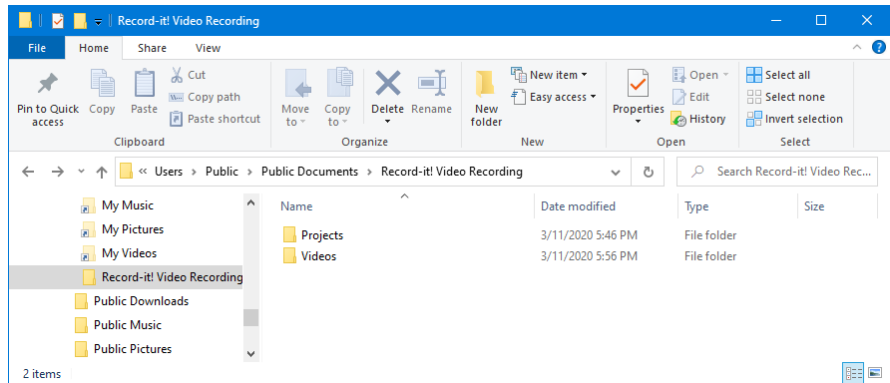 Record-it! Video Recording
File Home Share View
Pin to Quick access
Copy
Paste
Cut
Copy path
Paste shortcut
Clipboard
Move to
Copy to
Delete
Rename
Organize
New folder
New item
Easy access
New
Properties
Open
Edit
History
Open
Select all
Select none
Invert selection
Select
« Users > Public > Public Documents > Record-it! Video Recording
Search Record-it! Video Rec...
My Music
My Pictures
My Videos
Record-it! Video Recording
Public Downloads
Public Music
Public Pictures
Name Date modified Type Size
Projects 3/11/2020 5:46 PM File folder
Videos 3/11/2020 5:56 PM File folder
2 items